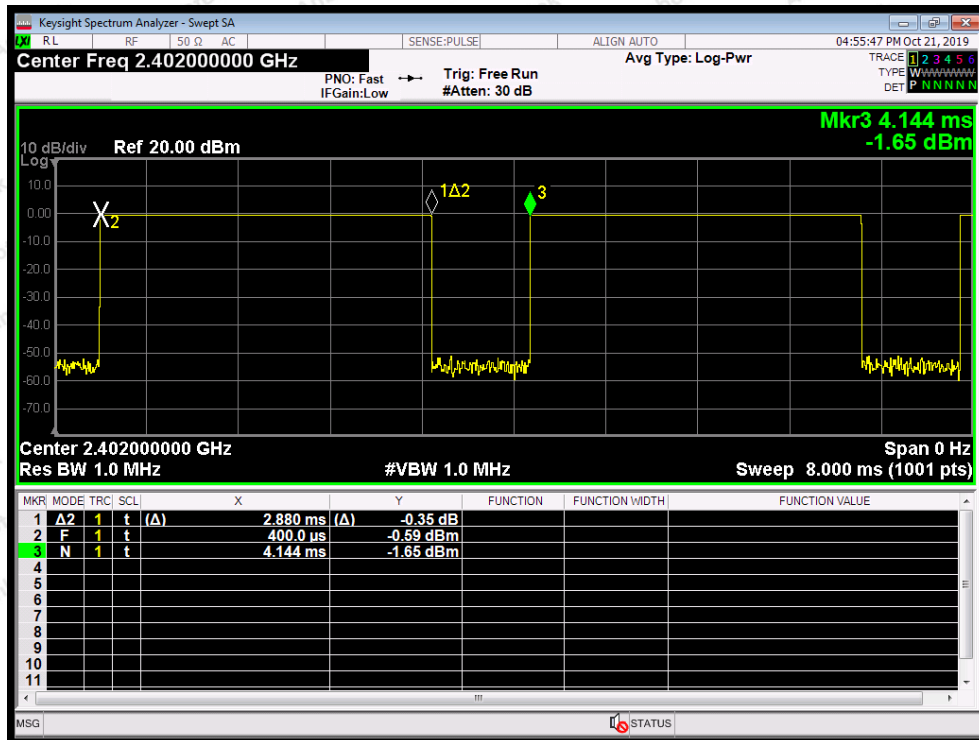 Keysight Spectrum Analyzer - Swept SA
LXI RL RF 50 Ω AC SENSE:PULSE ALIGN AUTO 04:55:47 PM Oct 21, 2019
Center Freq 2.402000000 GHz Avg Type: Log-Pwr TRACE 1 2 3 4 5 6
PNO: Fast Trig: Free Run TYPE WWWWWW
IFGain:Low #Atten: 30 dB DET P N N N N N
Mkr3 4.144 ms
10 dB/div Ref 20.00 dBm -1.65 dBm
Log
10.0 1Δ2 3
0.00 2
-10.0
-20.0
-30.0
-40.0
-50.0
-60.0
-70.0
Center 2.402000000 GHz Span 0 Hz
Res BW 1.0 MHz #VBW 1.0 MHz Sweep 8.000 ms (1001 pts)
MKR MODE TRC SCL X Y FUNCTION FUNCTION WIDTH FUNCTION VALUE
1 Δ2 1 t (Δ) 2.880 ms (Δ) -0.35 dB
2 F 1 t 400.0 µs -0.59 dBm
3 N 1 t 4.144 ms -1.65 dBm
4
5
6
7
8
9
10
11
MSG STATUS